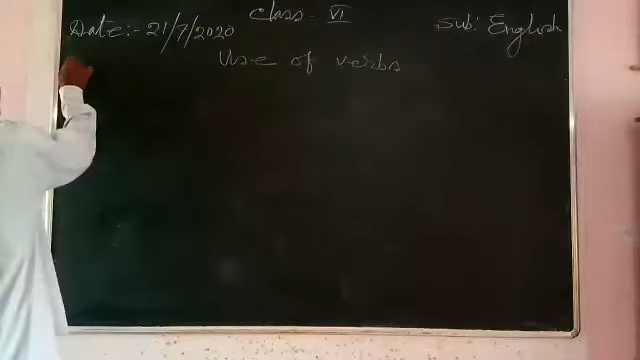 Class - VI
Date:- 21/7/2020
Sub: English
Use of verbs